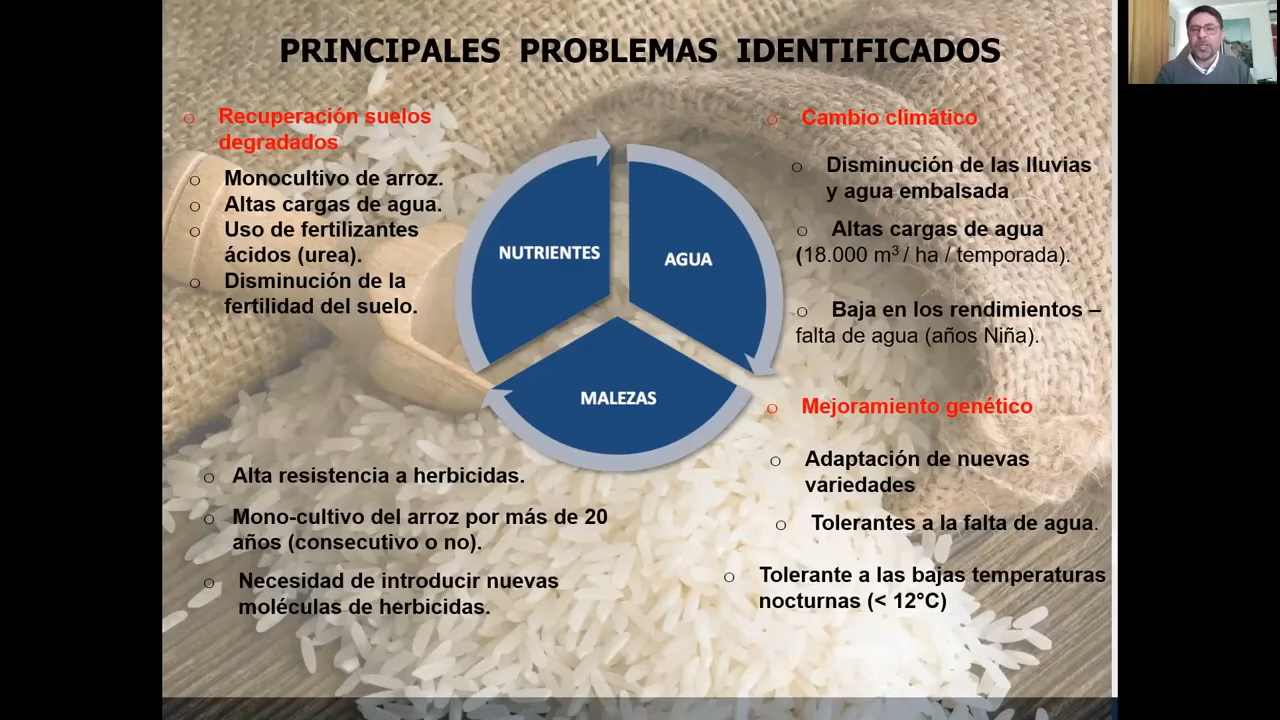 PRINCIPALES PROBLEMAS IDENTIFICADOS
○ Recuperación suelos
degradados
○ Monocultivo de arroz.
○ Altas cargas de agua.
○ Uso de fertilizantes
ácidos (urea).
○ Disminución de la
fertilidad del suelo.
NUTRIENTES
AGUA
MALEZAS
○ Cambio climático
○ Disminución de las lluvias
y agua embalsada
○ Altas cargas de agua
(18.000 m³ / ha / temporada).
○ Baja en los rendimientos –
falta de agua (años Niña).
○ Mejoramiento genético
○ Adaptación de nuevas
variedades
○ Tolerantes a la falta de agua.
○ Tolerante a las bajas temperaturas
nocturnas (< 12°C)
○ Alta resistencia a herbicidas.
○ Mono-cultivo del arroz por más de 20
años (consecutivo o no).
○ Necesidad de introducir nuevas
moléculas de herbicidas.